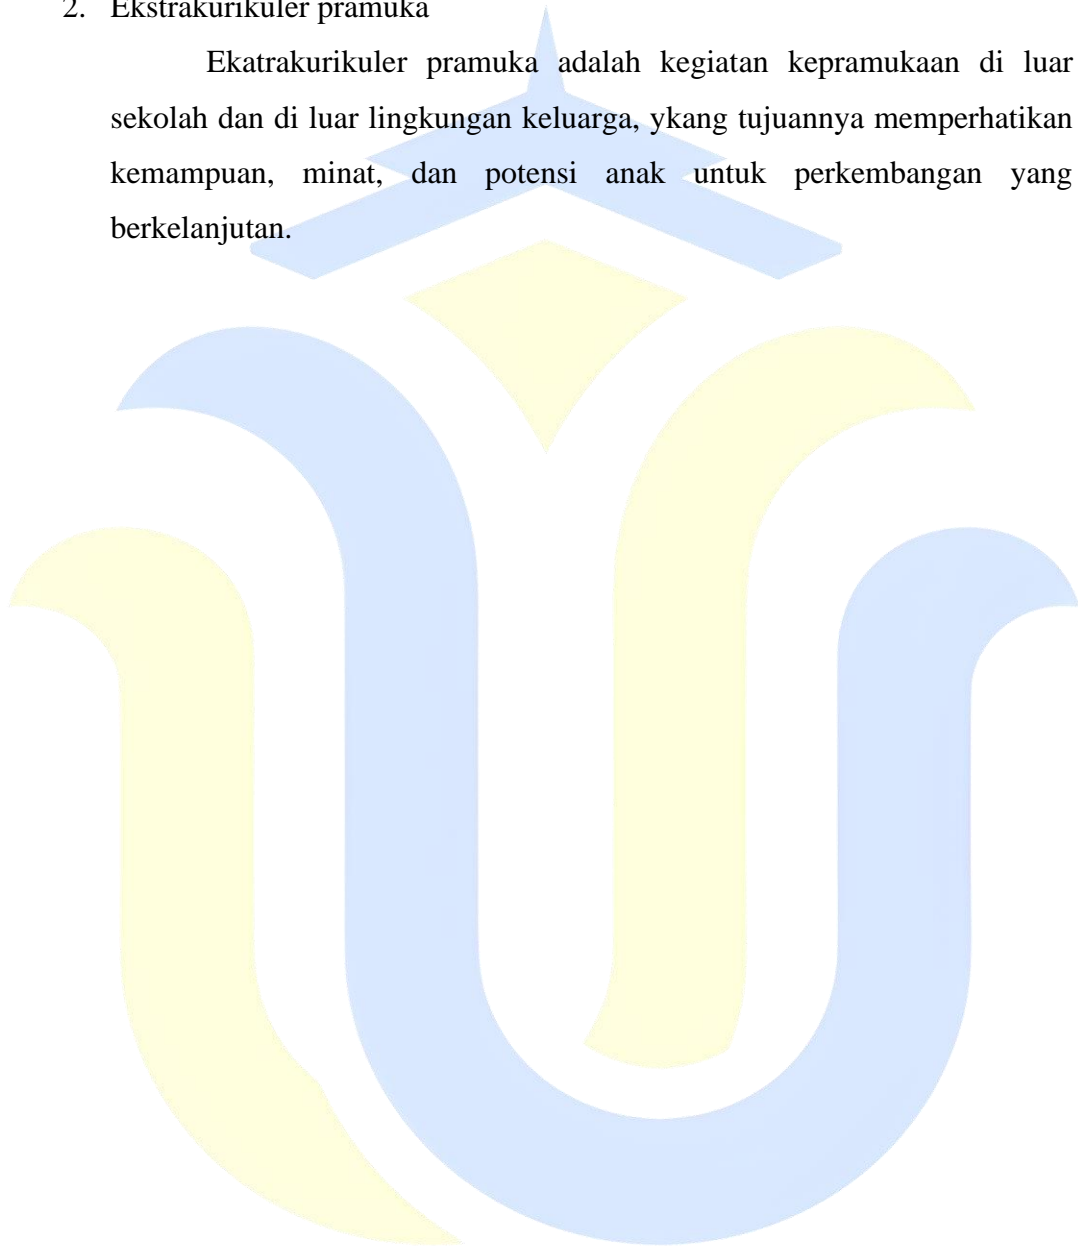 2. Ekstrakurikuler pramuka
Ekatrakurikuler pramuka adalah kegiatan kepramukaan di luar
sekolah dan di luar lingkungan keluarga, ykang tujuannya memperhatikan
kemampuan, minat, dan potensi anak untuk perkembangan yang
berkelanjutan.